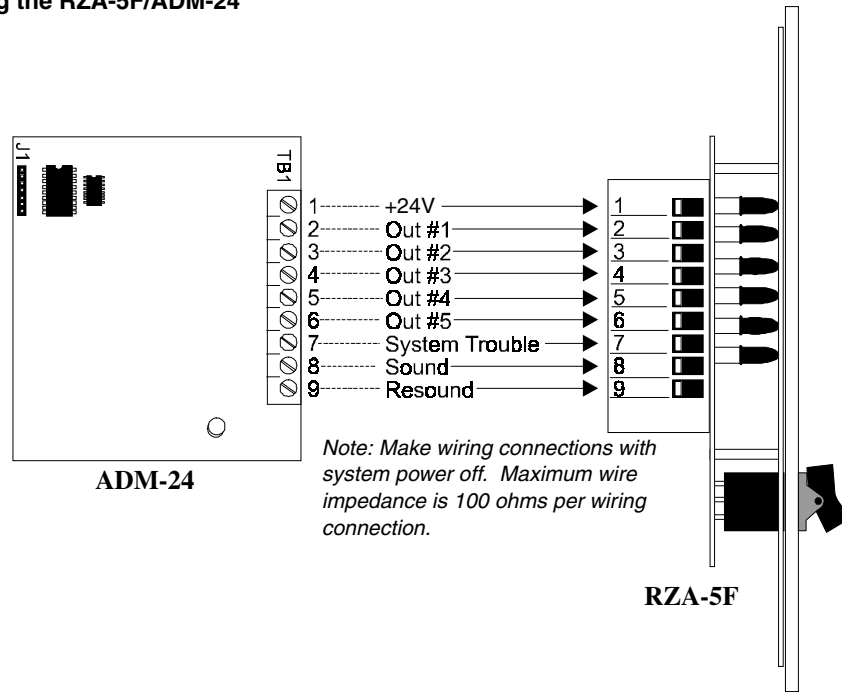 g the RZA-5F/ADM-24
J1
TB1
1 +24V 1
2 Out #1 2
3 Out #2 3
4 Out #3 4
5 Out #4 5
6 Out #5 6
7 System Trouble 7
8 Sound 8
9 Resound 9
Note: Make wiring connections with
system power off. Maximum wire
impedance is 100 ohms per wiring
connection.
ADM-24
RZA-5F